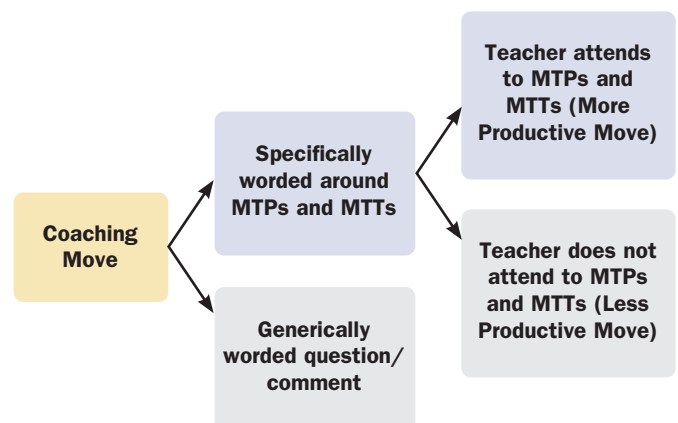 Coaching
Move
Specifically
worded around
MTPs and MTTs
Generically
worded question/
comment
Teacher attends
to MTPs and
MTTs (More
Productive Move)
Teacher does not
attend to MTPs
and MTTs (Less
Productive Move)